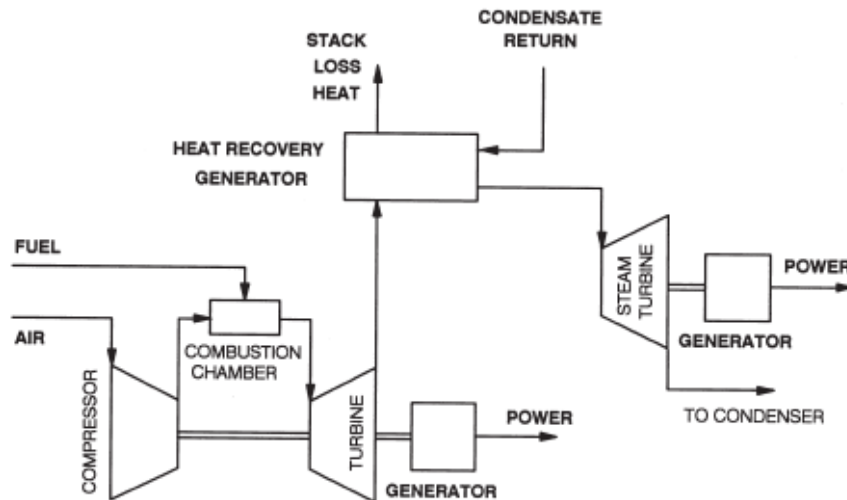 STACK
LOSS
HEAT
CONDENSATE
RETURN
HEAT RECOVERY
GENERATOR
FUEL
AIR
COMBUSTION
CHAMBER
COMPRESSOR
TURBINE
POWER
GENERATOR
STEAM
TURBINE
POWER
GENERATOR
TO CONDENSER